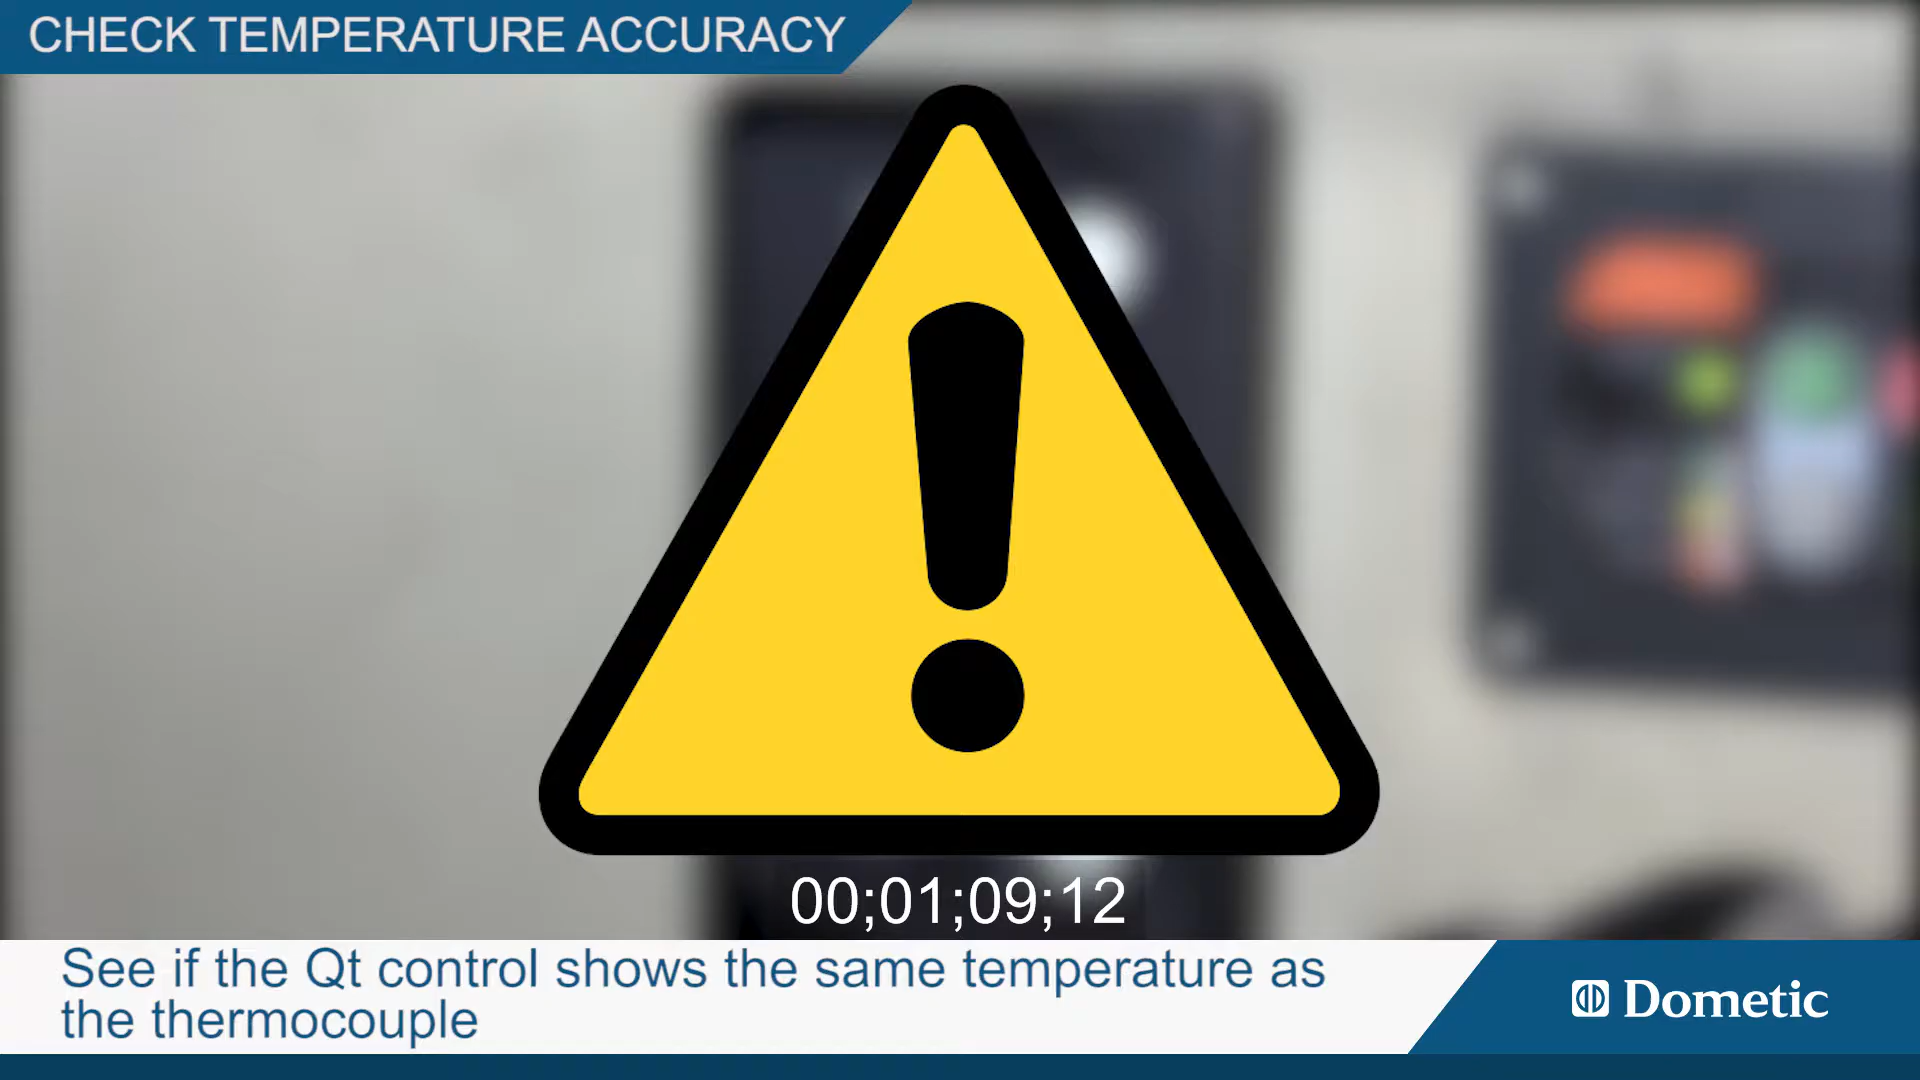 CHECK TEMPERATURE ACCURACY
00;01;09;12
See if the Qt control shows the same temperature as
the thermocouple
Dometic